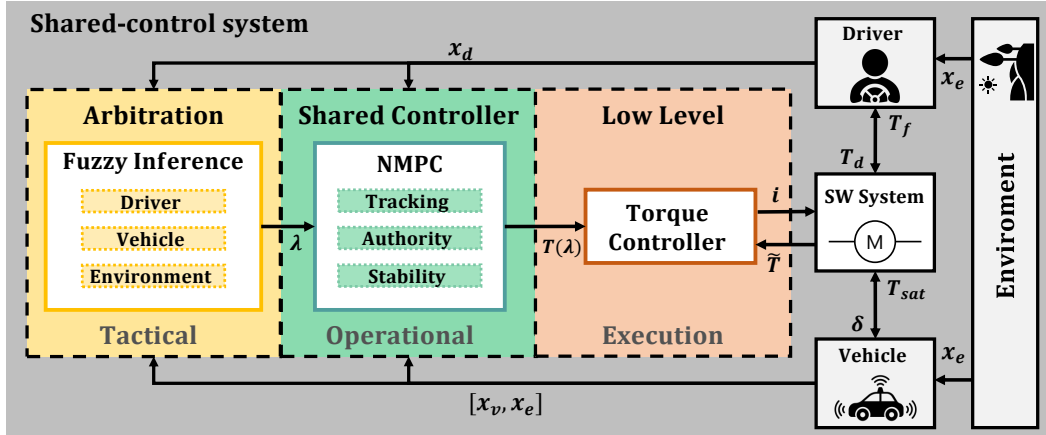 Shared-control system
x_d
Driver
x_e
T_f
T_d
Arbitration
Fuzzy Inference
Driver
Vehicle
Environment
Tactical
λ
Shared Controller
NMPC
Tracking
Authority
Stability
Operational
T(λ)
Low Level
Torque
Controller
Execution
i
T̃
SW System
M
T_sat
δ
Vehicle
x_e
[x_v, x_e]
Enviroment